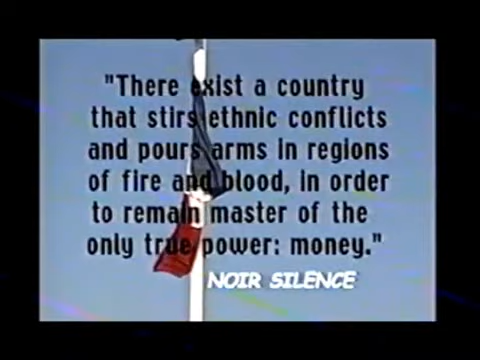 "There exist a country
that stirs ethnic conflicts
and pours arms in regions
of fire and blood, in order
to remain master of the
only true power: money."
NOIR SILENCE